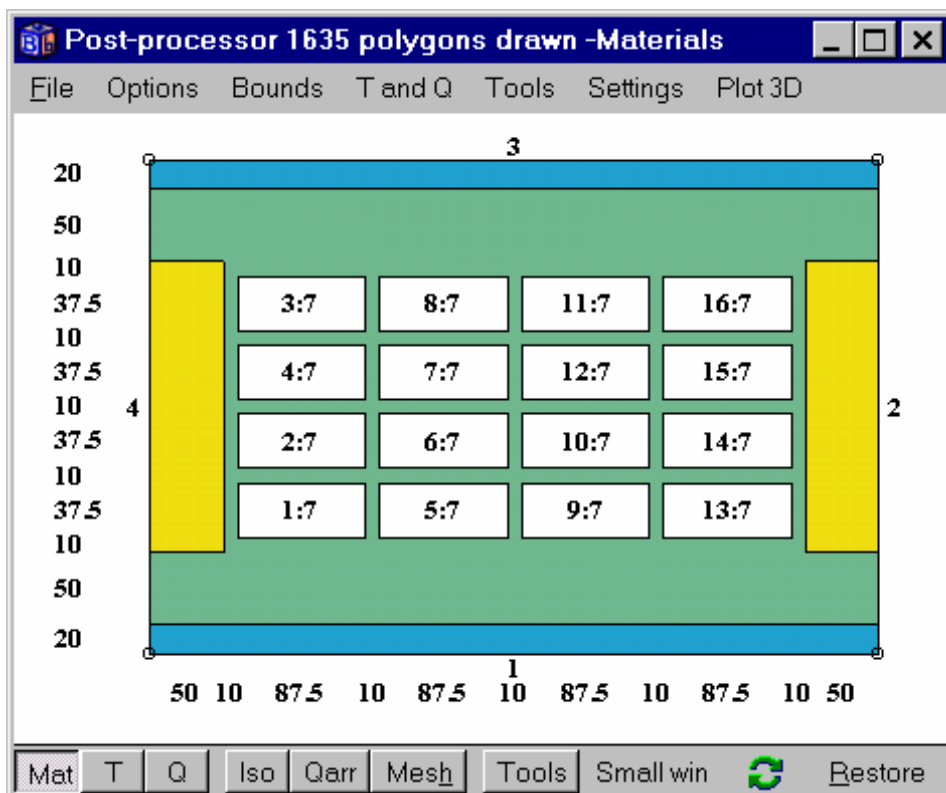 Post-processor 1635 polygons drawn -Materials
File Options Bounds T and Q Tools Settings Plot 3D
3
20
50
10
37.5 3:7 8:7 11:7 16:7
10
37.5 4:7 7:7 12:7 15:7
10 4 2
37.5 2:7 6:7 10:7 14:7
10
37.5 1:7 5:7 9:7 13:7
10
50
20
1
50 10 87.5 10 87.5 10 87.5 10 87.5 10 50
Mat T Q Iso Qarr Mesh Tools Small win Restore